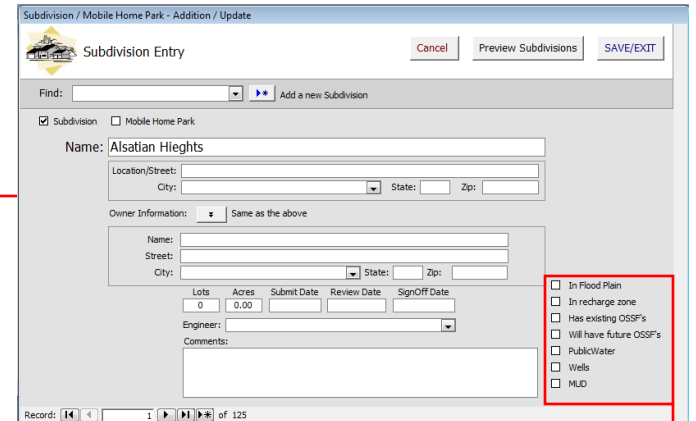 Subdivision / Mobile Home Park - Addition / Update
Subdivision Entry
Cancel Preview Subdivisions SAVE/EXIT
Find: Add a new Subdivision
Subdivision Mobile Home Park
Name: Alsatian Hieghts
Location/Street:
City: State: Zip:
Owner Information: Same as the above
Name:
Street:
City: State: Zip:
Lots Acres Submit Date Review Date SignOff Date
0 0.00
Engineer:
Comments:
In Flood Plain
In recharge zone
Has existing OSSF's
Will have future OSSF's
PublicWater
Wells
MUD
Record: 1 of 125